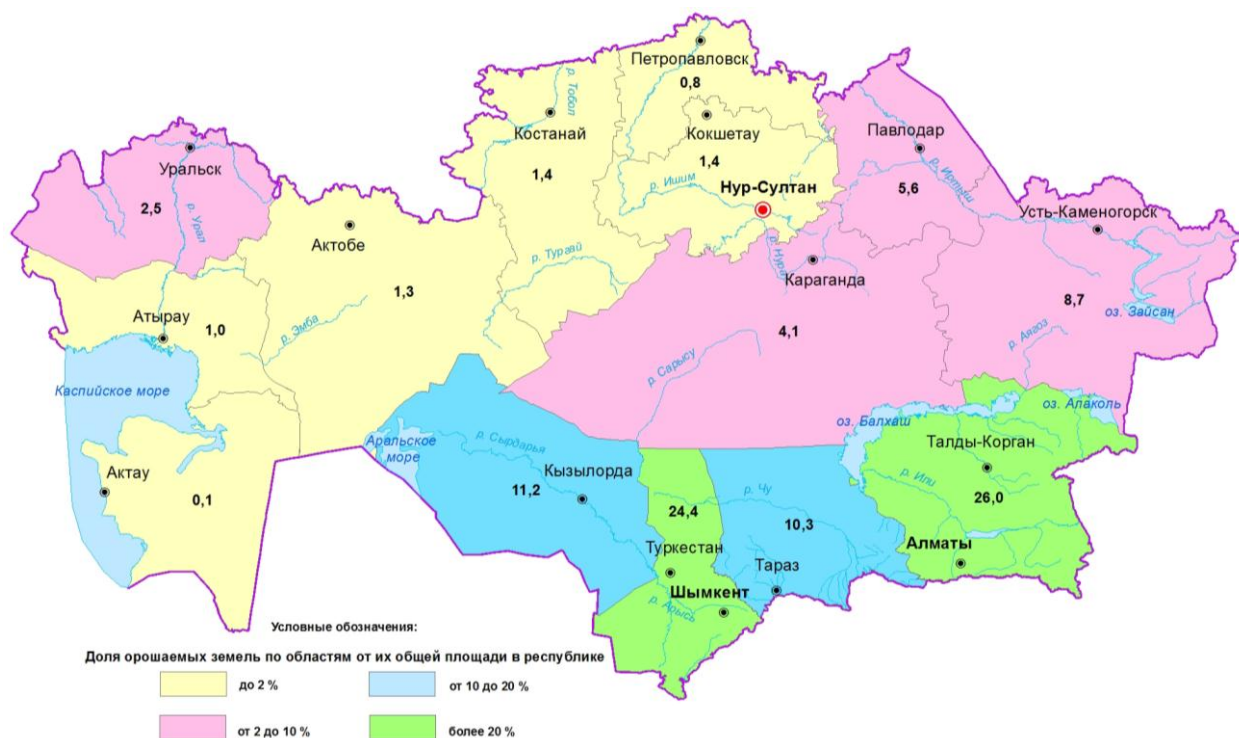 Петропавловск
0,8
р. Тобол
Костанай
1,4
Кокшетау
1,4
р. Ишим
Нур-Султан
Павлодар
5,6
р. Иртыш
Уральск
2,5
р. Урал
Актобе
1,3
р. Нура
Караганда
4,1
Усть-Каменогорск
8,7
оз. Зайсан
р. Аягоз
Атырау
1,0
р. Эмба
р. Сарысу
Каспийское море
Актау
0,1
Аральское
море
р. Сырдарья
Кызылорда
11,2
оз. Балхаш
оз. Алаколь
Талды-Корган
р. Или
26,0
Алматы
24,4
Туркестан
р. Чу
10,3
Тараз
Шымкент
р. Арысь
Условные обозначения:
Доля орошаемых земель по областям от их общей площади в республике
до 2 %
от 10 до 20 %
от 2 до 10 %
более 20 %